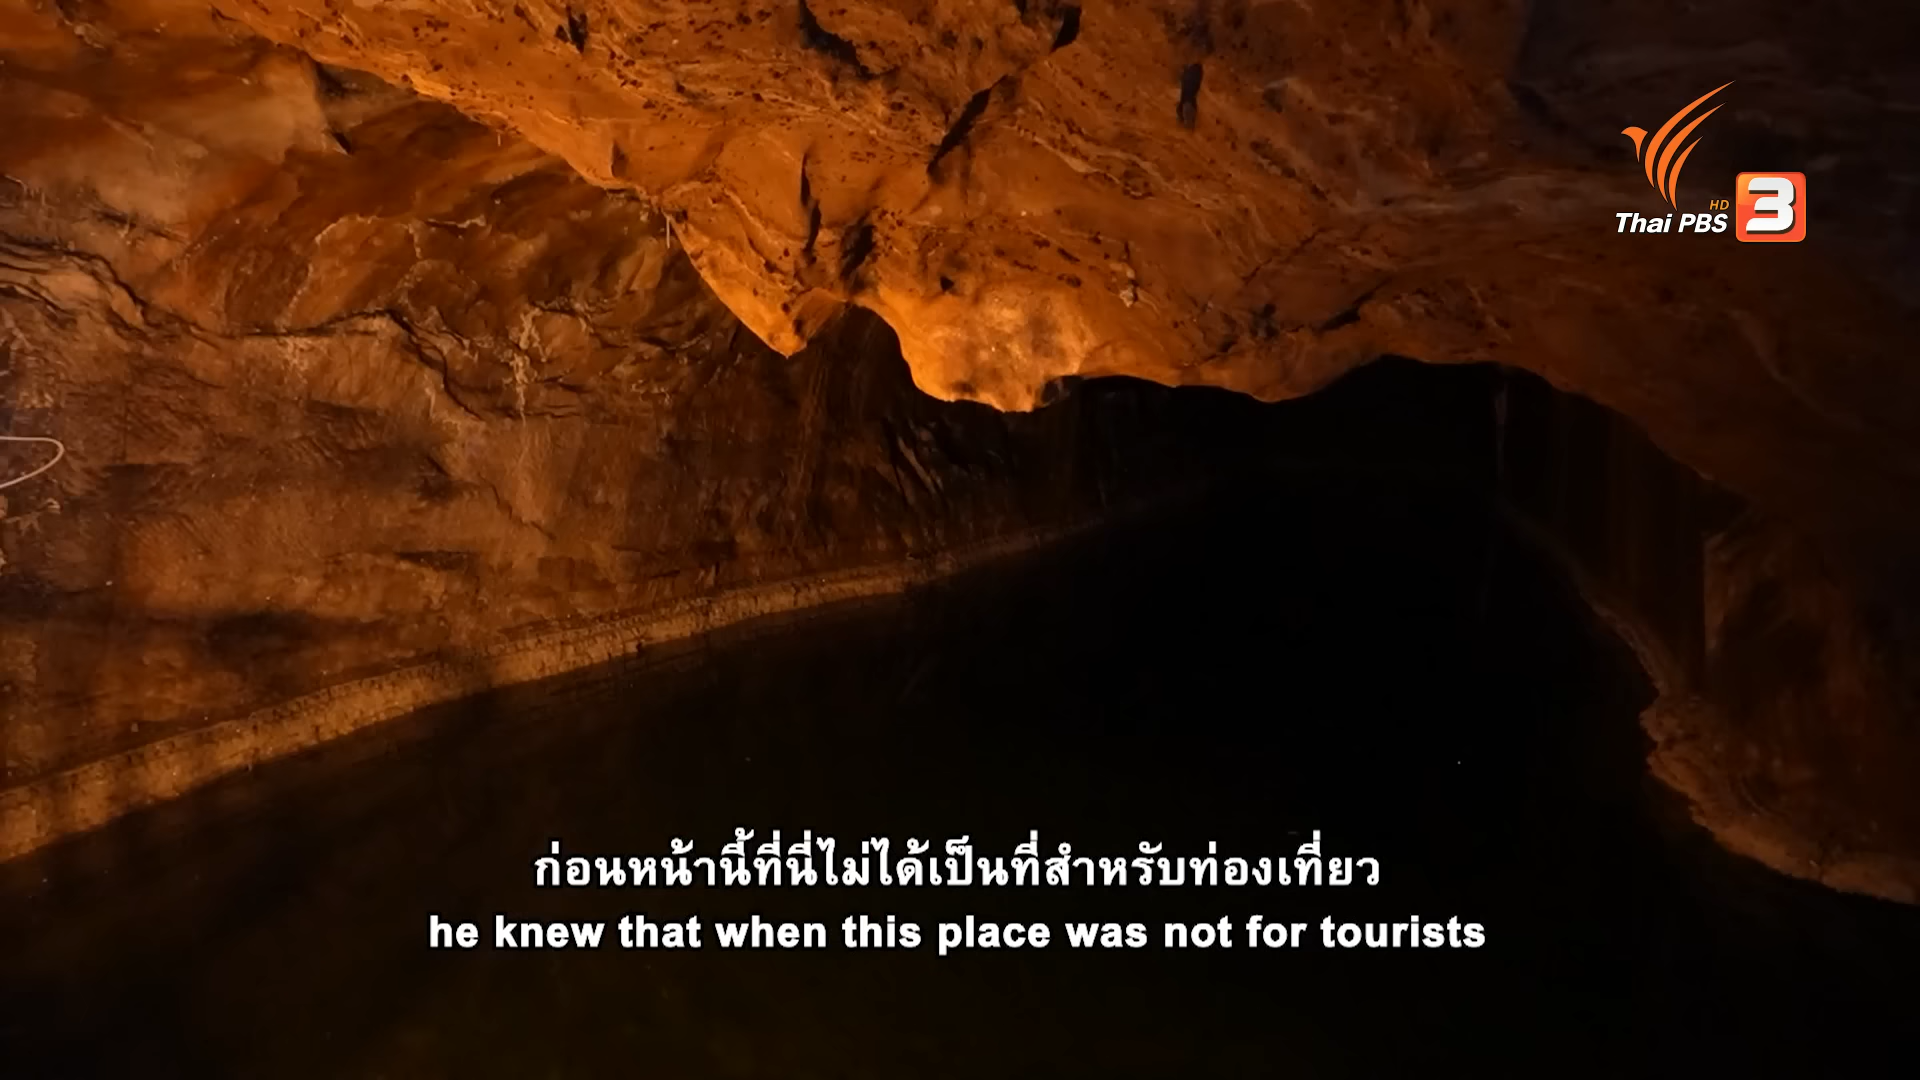 HD
Thai PBS 3
ก่อนหน้านี้ที่นี่ไม่ได้เป็นที่สำหรับท่องเที่ยว
he knew that when this place was not for tourists